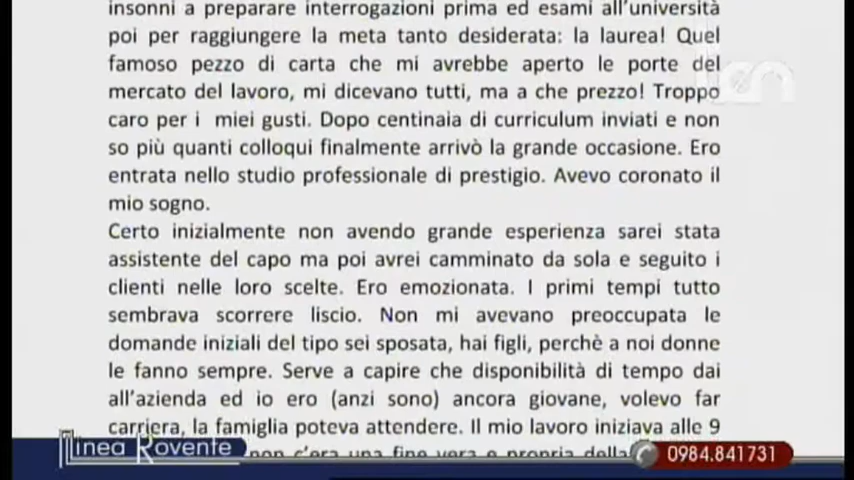 insonni a preparare interrogazioni prima ed esami all'università
poi per raggiungere la meta tanto desiderata: la laurea! Quel
famoso pezzo di carta che mi avrebbe aperto le porte del
mercato del lavoro, mi dicevano tutti, ma a che prezzo! Troppo
caro per i miei gusti. Dopo centinaia di curriculum inviati e non
so più quanti colloqui finalmente arrivò la grande occasione. Ero
entrata nello studio professionale di prestigio. Avevo coronato il
mio sogno.
Certo inizialmente non avendo grande esperienza sarei stata
assistente del capo ma poi avrei camminato da sola e seguito i
clienti nelle loro scelte. Ero emozionata. I primi tempi tutto
sembrava scorrere liscio. Non mi avevano preoccupata le
domande iniziali del tipo sei sposata, hai figli, perchè a noi donne
le fanno sempre. Serve a capire che disponibilità di tempo dai
all'azienda ed io ero (anzi sono) ancora giovane, volevo far
carriera, la famiglia poteva attendere. Il mio lavoro iniziava alle 9
non c'era una fine vera e propria della
Linea Rovente
0984.841731